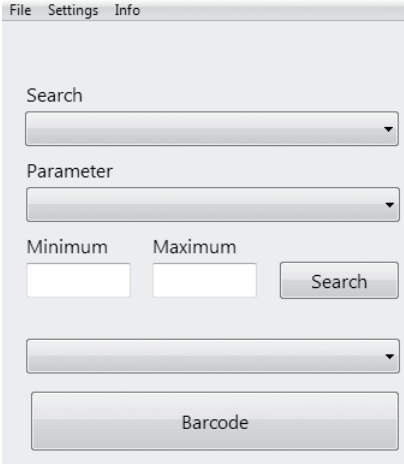 File Settings Info
Search
Parameter
Minimum Maximum
Search
Barcode